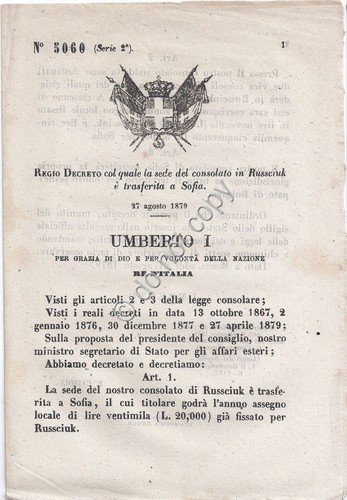 N° 5060 (Serie 2ª).
1
REGIO DECRETO col quale la sede del consolato in Russciuk
è trasferita a Sofia.
27 agosto 1879
UMBERTO I
PER GRAZIA DI DIO E PER VOLONTÀ DELLA NAZIONE
RE D'ITALIA
Visti gli articoli 2 e 3 della legge consolare;
Visti i reali decreti in data 13 ottobre 1867, 2
gennaio 1876, 30 dicembre 1877 e 27 aprile 1879;
Sulla proposta del presidente del consiglio, nostro
ministro segretario di Stato per gli affari esteri;
Abbiamo decretato e decretiamo:
Art. 1.
La sede del nostro consolato di Russciuk è trasfe-
rita a Sofia, il cui titolare godrà l'annuo assegno
locale di lire ventimila (L. 20,000) già fissato per
Russciuk.
do not copy